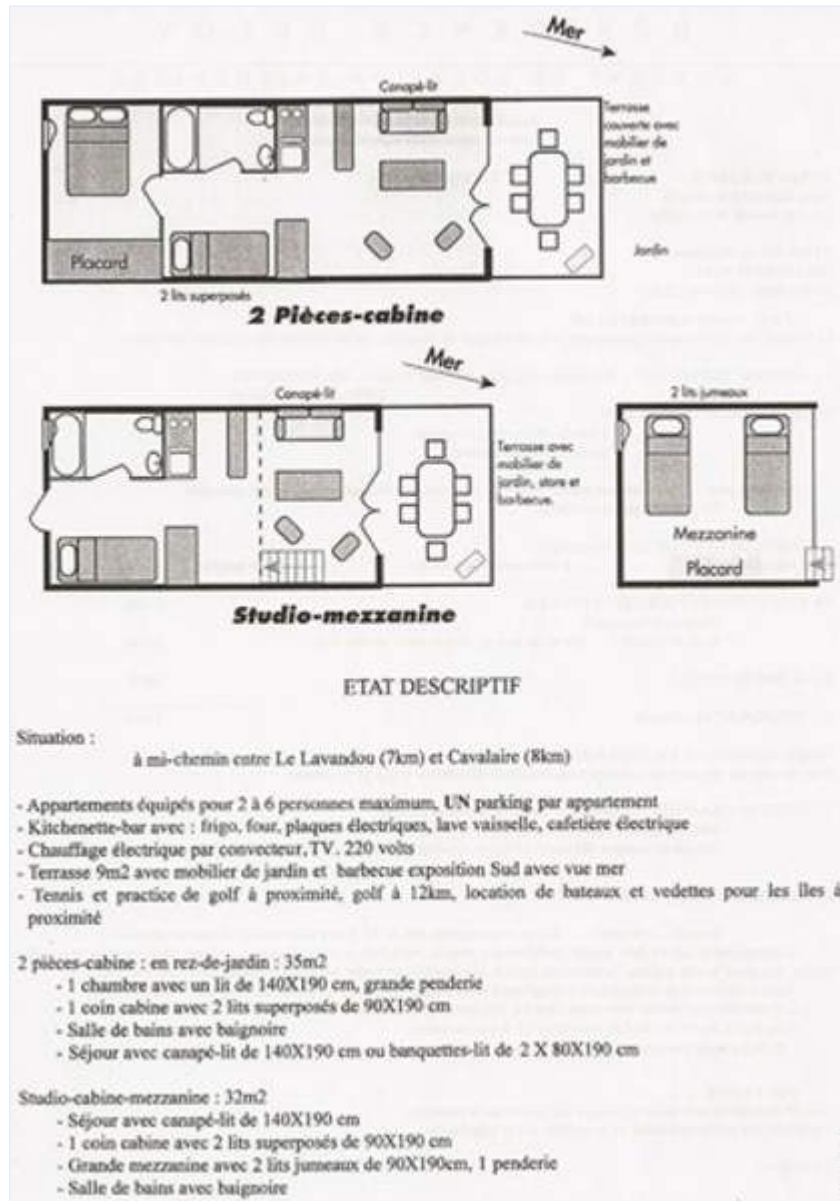 Mer
Canapé-lit
Terrasse
couverte avec
mobilier de
jardin et
barbecue
Placard
Jardin
2 lits superposés
2 Pièces-cabine
Mer
Canapé-lit
2 lits jumeaux
Terrasse avec
mobilier de
jardin, store et
barbecue.
Mezzanine
Placard
Studio-mezzanine
ETAT DESCRIPTIF
Situation :
à mi-chemin entre Le Lavandou (7km) et Cavalaire (8km)
- Appartements équipés pour 2 à 6 personnes maximum, UN parking par appartement
- Kitchenette-bar avec : frigo, four, plaques électriques, lave vaisselle, cafetière électrique
- Chauffage électrique par convecteur, TV. 220 volts
- Terrasse 9m2 avec mobilier de jardin et barbecue exposition Sud avec vue mer
- Tennis et practice de golf à proximité, golf à 12km, location de bateaux et vedettes pour les îles à
proximité
2 pièces-cabine : en rez-de-jardin : 35m2
- 1 chambre avec un lit de 140X190 cm, grande penderie
- 1 coin cabine avec 2 lits superposés de 90X190 cm
- Salle de bains avec baignoire
- Séjour avec canapé-lit de 140X190 cm ou banquettes-lit de 2 X 80X190 cm
Studio-cabine-mezzanine : 32m2
- Séjour avec canapé-lit de 140X190 cm
- 1 coin cabine avec 2 lits superposés de 90X190 cm
- Grande mezzanine avec 2 lits jumeaux de 90X190cm, 1 penderie
- Salle de bains avec baignoire